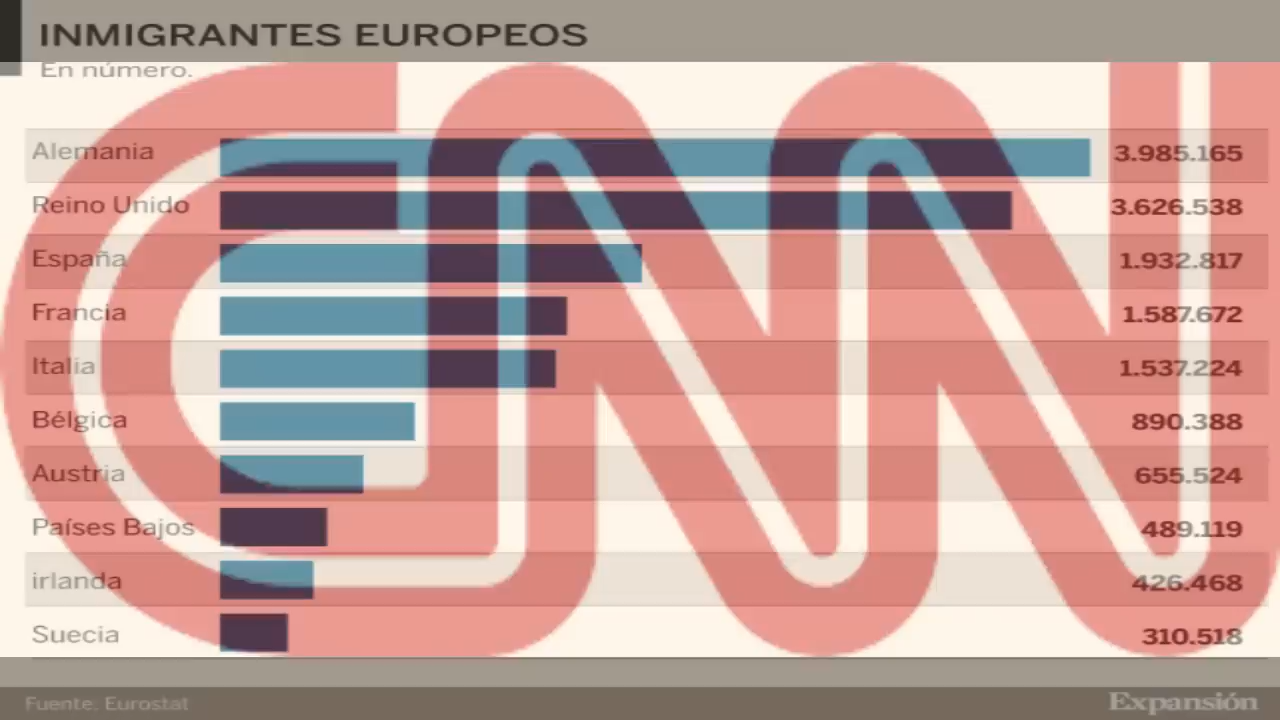 INMIGRANTES EUROPEOS
En número.
Alemania 3.985.165
Reino Unido 3.626.538
España 1.932.817
Francia 1.587.672
Italia 1.537.224
Bélgica 890.388
Austria 655.524
Países Bajos 489.119
irlanda 426.468
Suecia 310.518
Fuente: Eurostat
Expansión
CNN